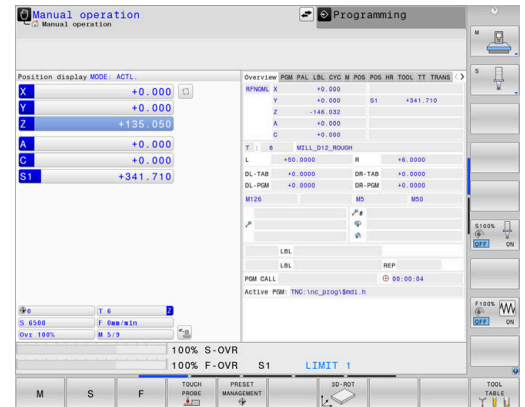 Manual operation
Manual operation
Programming
Position display MODE: ACTL.
X +0.000
Y +0.000
Z +135.050
A +0.000
C +0.000
S1 +341.710
0 T 6 Z
S 6500 F 0mm/min
Ovr 100% M 5/9
Overview PGM PAL LBL CYC M POS POS HR TOOL TT TRANS
RFNOML X +0.000
Y +0.000 S1 +341.710
Z -146.032
A +0.000
C +0.000
T : 6 MILL_D12_ROUGH
L +50.0000 R +6.0000
DL-TAB +0.0000 DR-TAB +0.0000
DL-PGM +0.0000 DR-PGM +0.0000
M126 M5 M50
P #
P
LBL
LBL REP
PGM CALL 00:00:04
Active PGM: TNC:\nc_prog\$mdi.h
100% S-OVR
100% F-OVR S1 LIMIT 1
M
S
F
TOUCH PROBE
PRESET MANAGEMENT
3D-ROT
TOOL TABLE
M
S
S100%
OFF ON
F100%
OFF ON